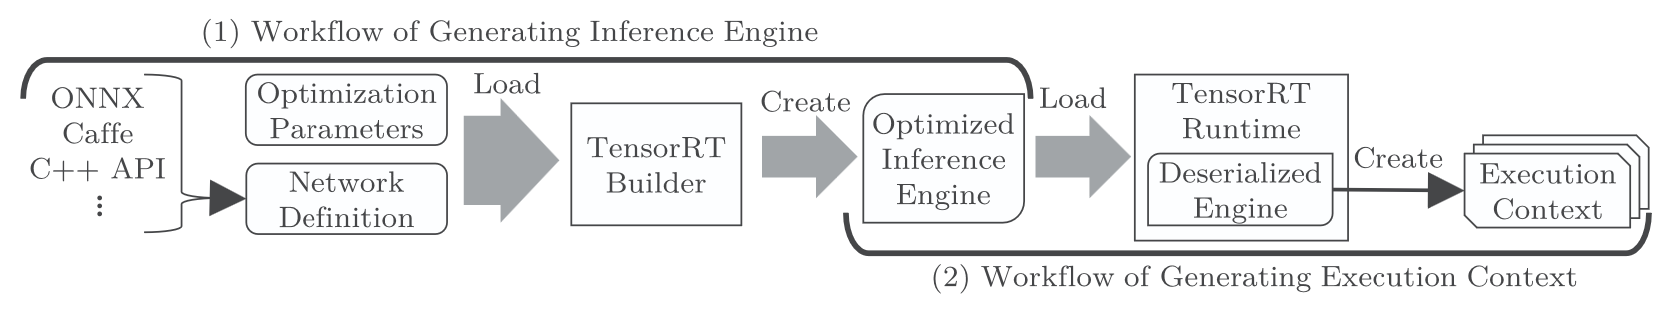 (1) Workflow of Generating Inference Engine
ONNX
Caffe
C++ API
⋮
Optimization
Parameters
Network
Definition
Load
TensorRT
Builder
Create
Optimized
Inference
Engine
Load
TensorRT
Runtime
Deserialized
Engine
Create
Execution
Context
(2) Workflow of Generating Execution Context